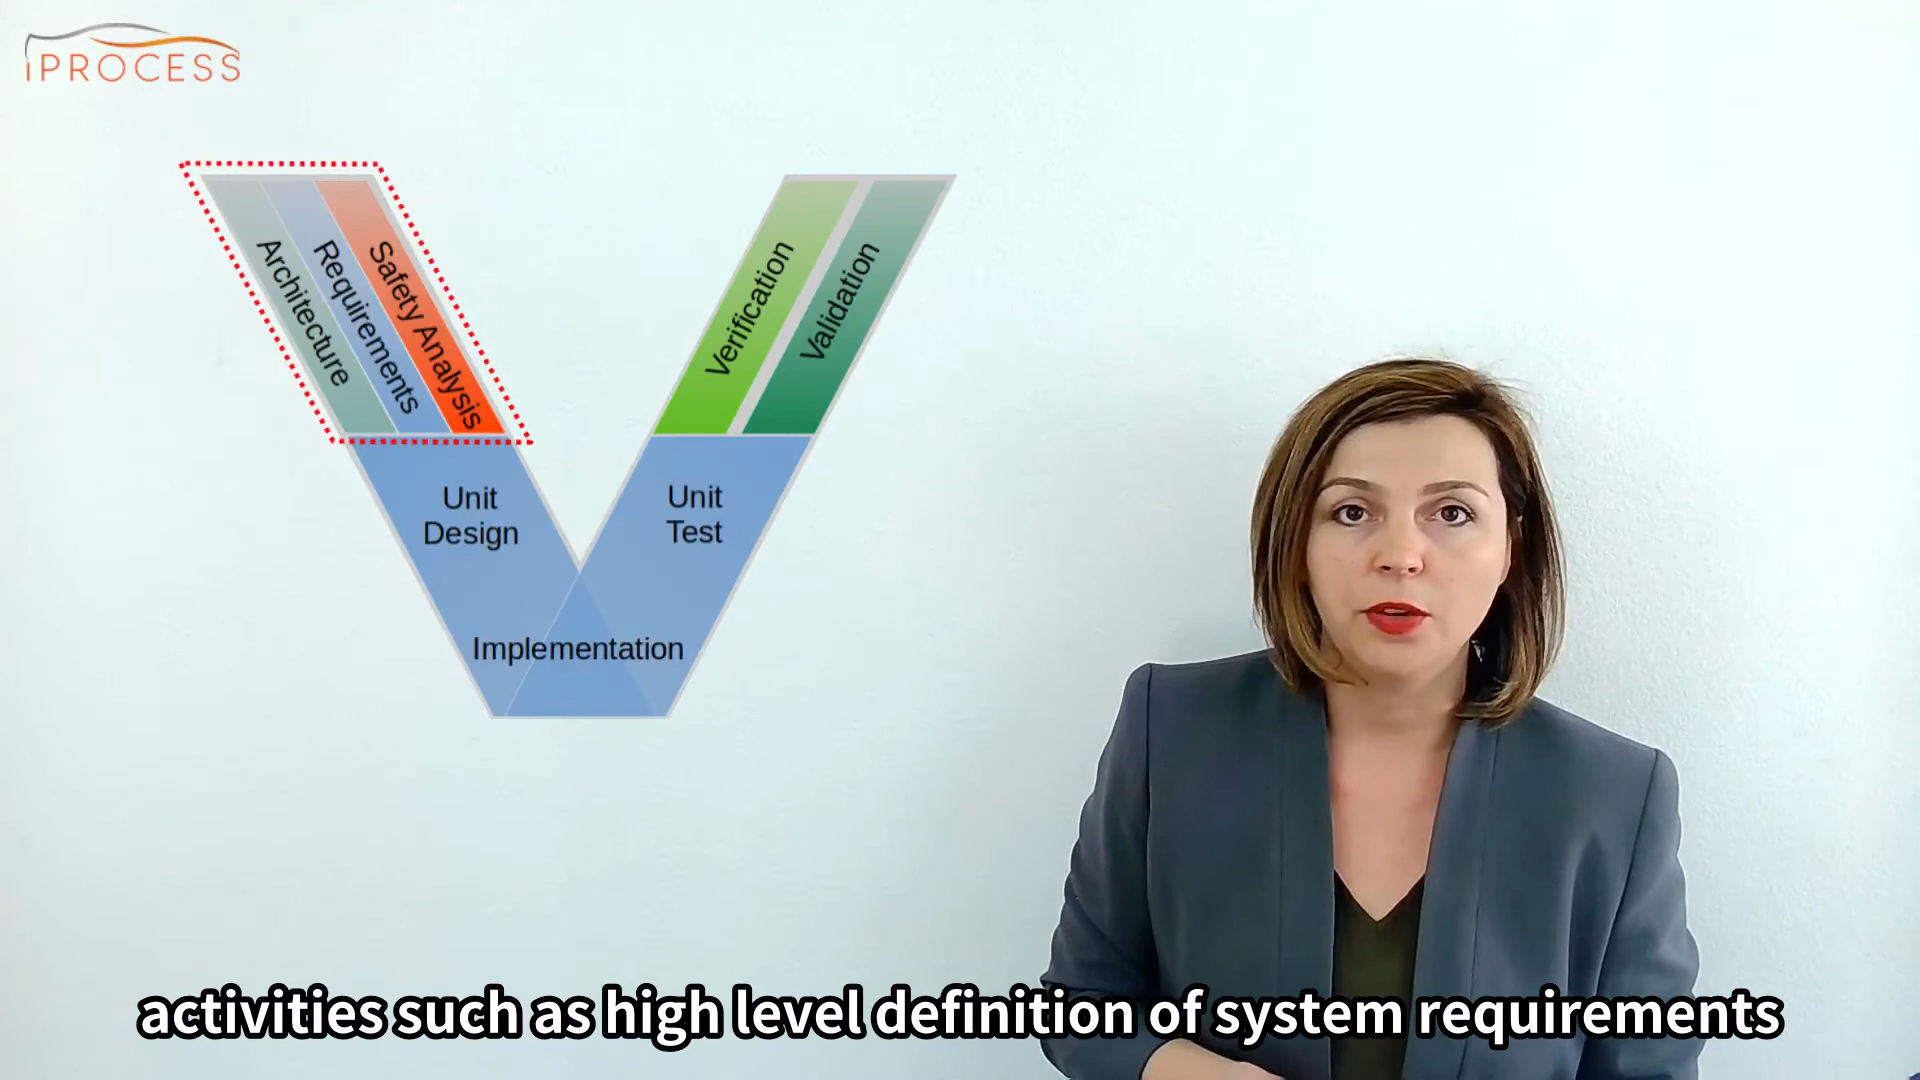 iPROCESS
Architecture
Requirements
Safety Analysis
Verification
Validation
Unit
Design
Unit
Test
Implementation
activities such as high level definition of system requirements